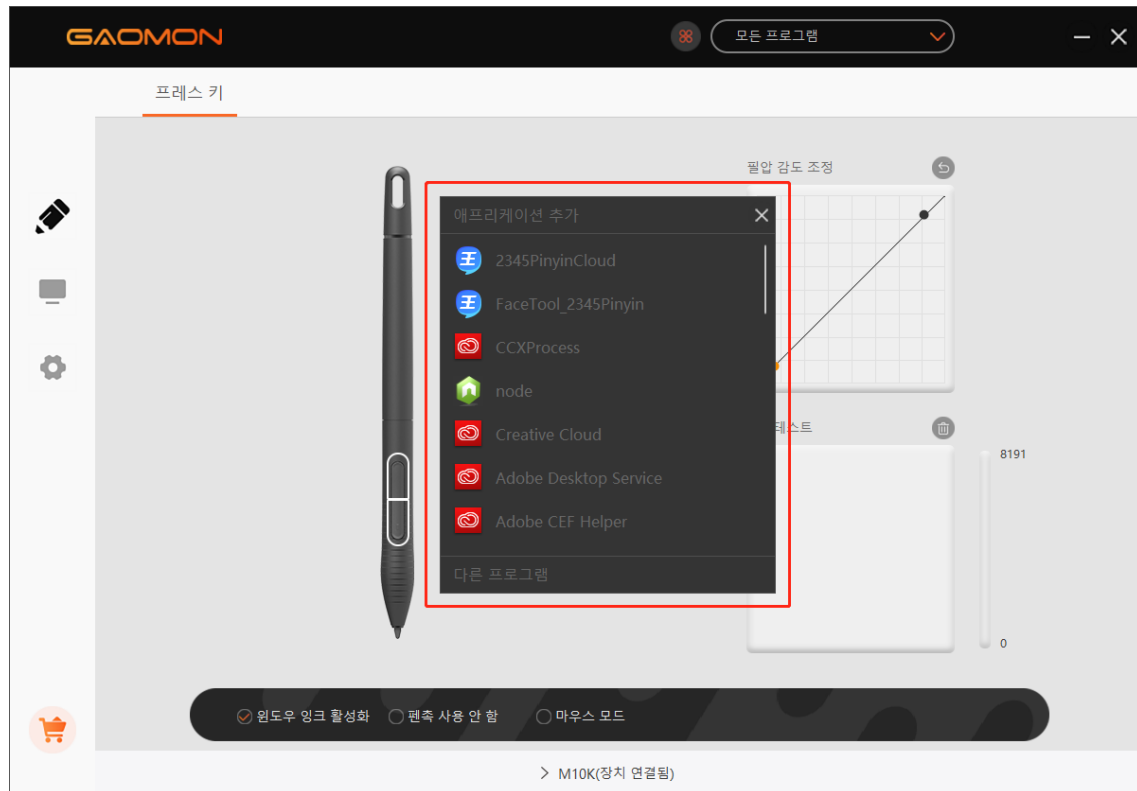 GAOMON
모든 프로그램
프레스 키
필압 감도 조정
애프리케이션 추가
2345PinyinCloud
FaceTool_2345Pinyin
CCXProcess
node
Creative Cloud
Adobe Desktop Service
Adobe CEF Helper
다른 프로그램
테스트
8191
0
윈도우 잉크 활성화 펜촉 사용 안 함 마우스 모드
M10K(장치 연결됨)